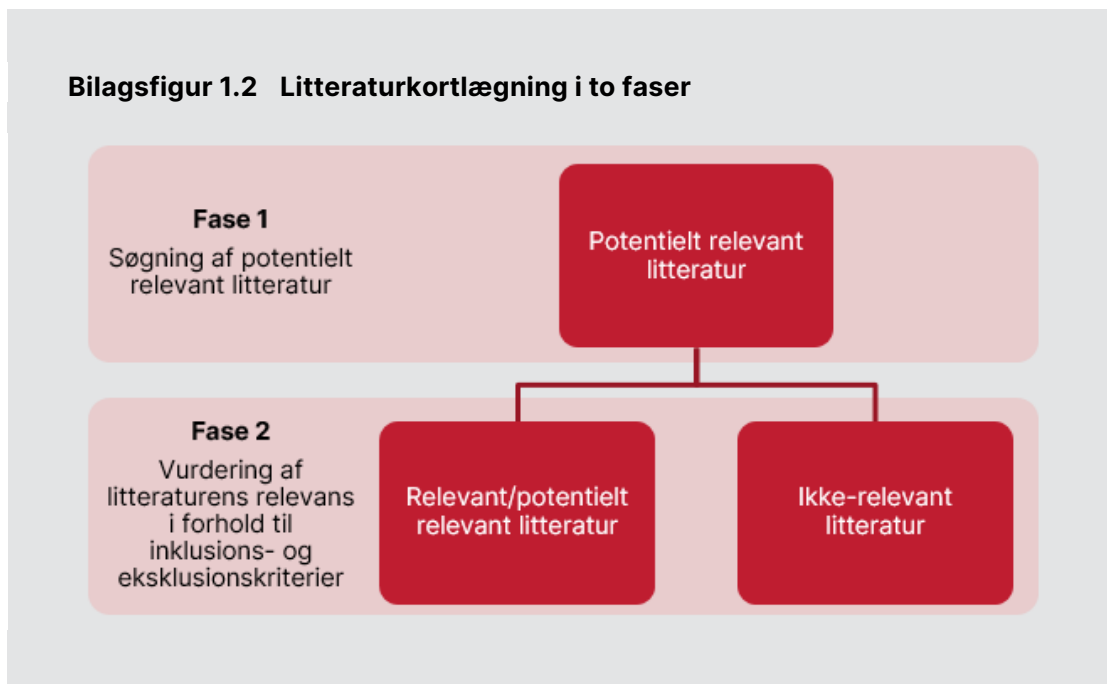 Bilagsfigur 1.2 Litteraturkortlægning i to faser
Fase 1
Søgning af potentielt
relevant litteratur
Potentielt relevant
litteratur
Fase 2
Vurdering af
litteraturens relevans
i forhold til
inklusions- og
eksklusionskriterier
Relevant/potentielt
relevant litteratur
Ikke-relevant
litteratur